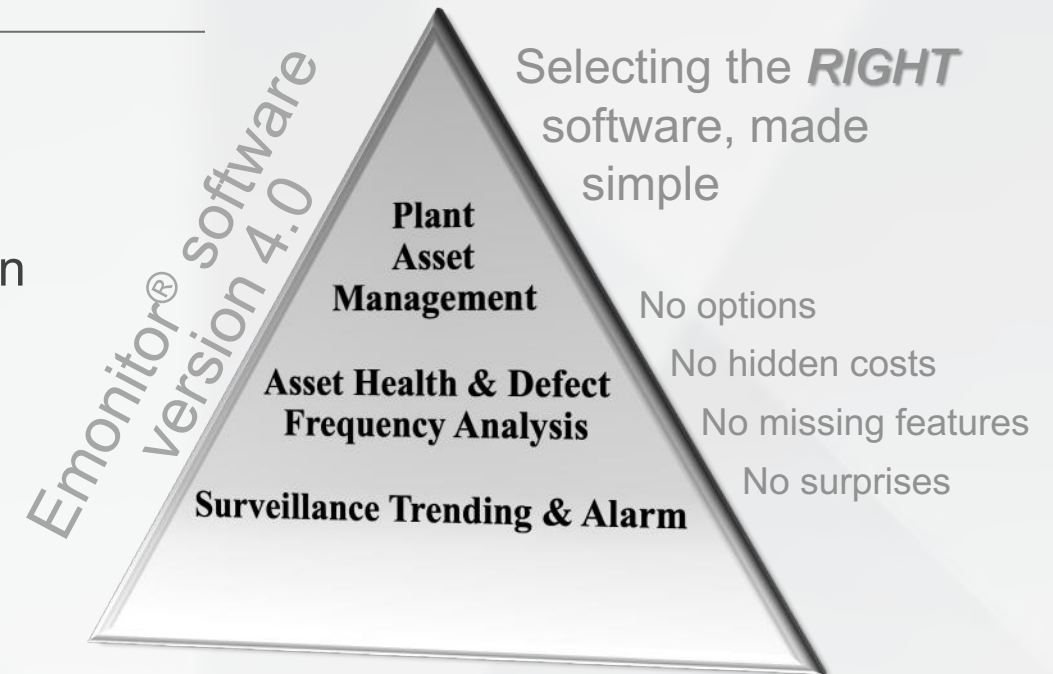 Emonitor® software
version 4.0
Selecting the RIGHT
software, made
simple
Plant
Asset
Management
Asset Health & Defect
Frequency Analysis
Surveillance Trending & Alarm
No options
No hidden costs
No missing features
No surprises